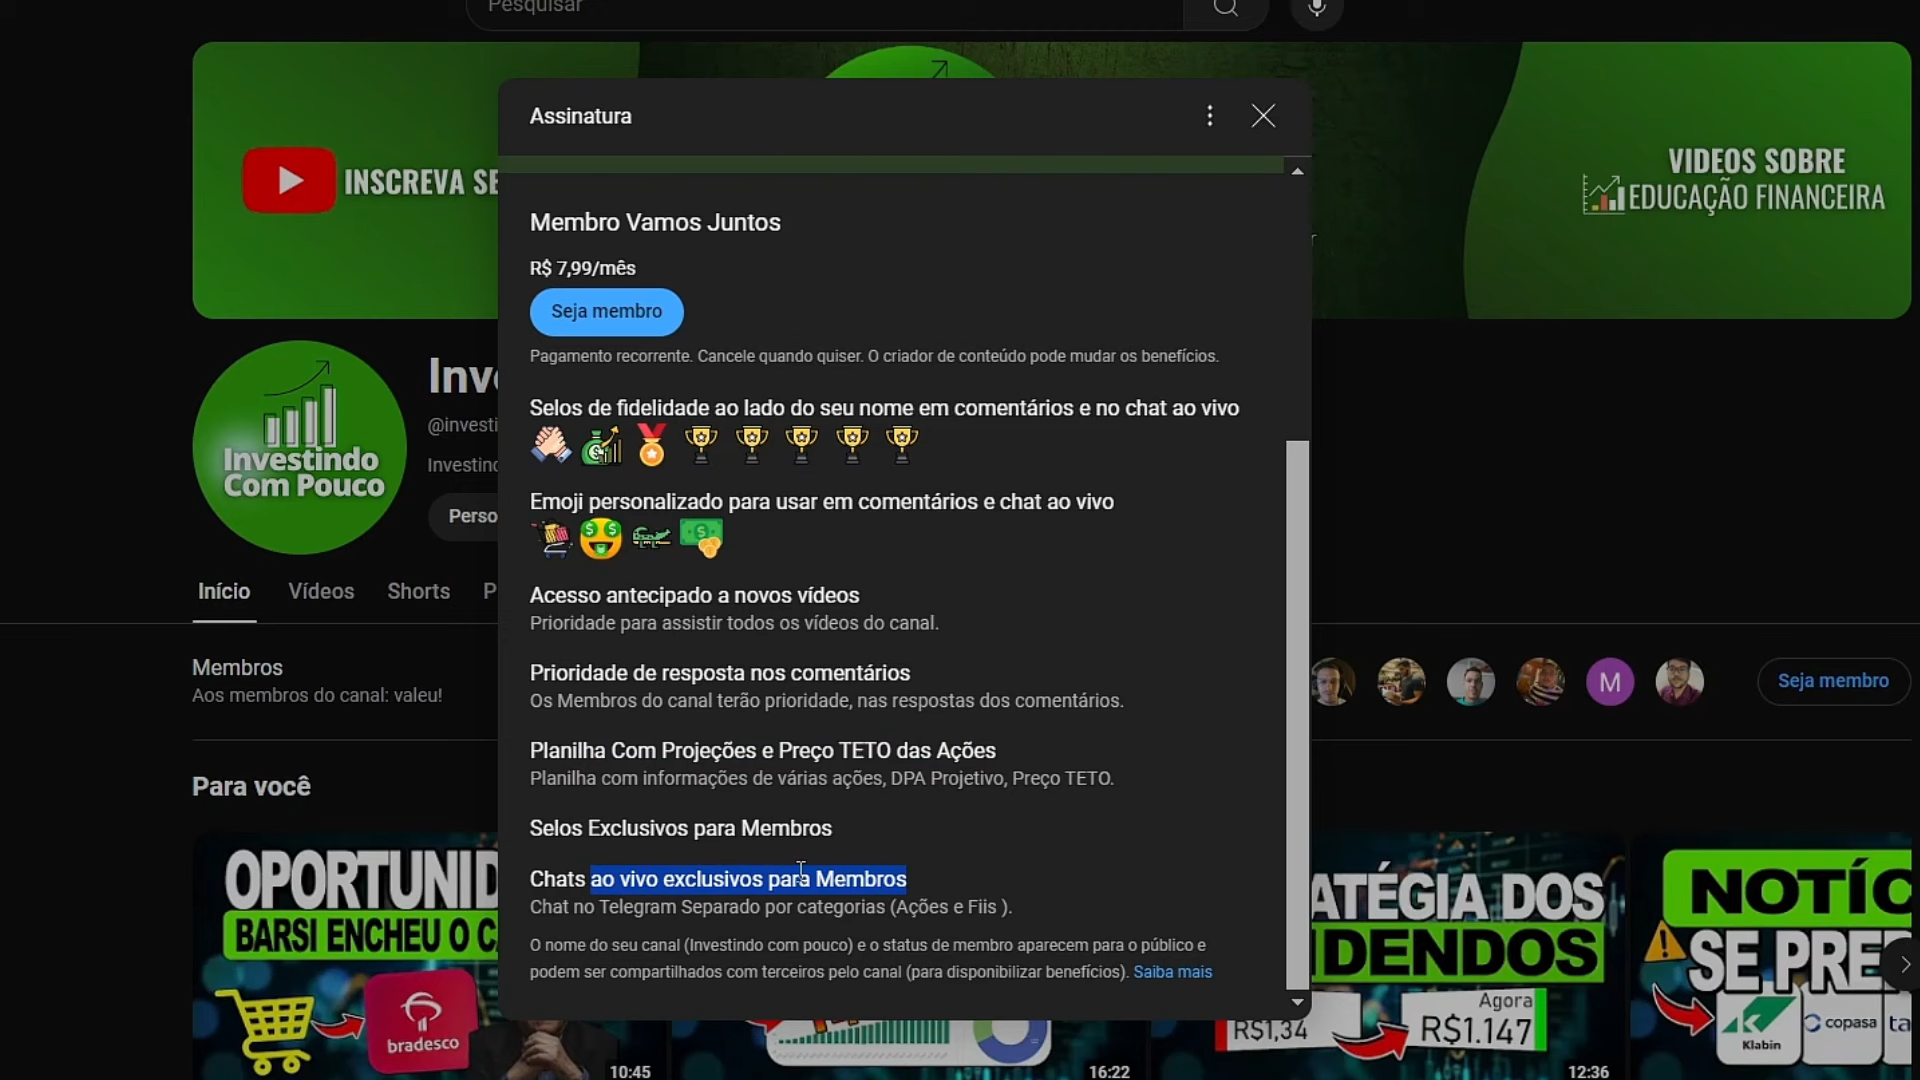 Pesquisar
INSCREVA SE
VIDEOS SOBRE
EDUCAÇÃO FINANCEIRA
Assinatura
Membro Vamos Juntos
R$ 7,99/mês
Seja membro
Pagamento recorrente. Cancele quando quiser. O criador de conteúdo pode mudar os benefícios.
Selos de fidelidade ao lado do seu nome em comentários e no chat ao vivo
Emoji personalizado para usar em comentários e chat ao vivo
Acesso antecipado a novos vídeos
Prioridade para assistir todos os vídeos do canal.
Prioridade de resposta nos comentários
Os Membros do canal terão prioridade, nas respostas dos comentários.
Planilha Com Projeções e Preço TETO das Ações
Planilha com informações de várias ações, DPA Projetivo, Preço TETO.
Selos Exclusivos para Membros
Chats ao vivo exclusivos para Membros
Chat no Telegram Separado por categorias (Ações e Fiis ).
O nome do seu canal (Investindo com pouco) e o status de membro aparecem para o público e
podem ser compartilhados com terceiros pelo canal (para disponibilizar benefícios). Saiba mais
Investindo
Com Pouco
Inv
@investi
Investind
Perso
Início Vídeos Shorts P
Membros
Aos membros do canal: valeu!
M
Seja membro
Para você
OPORTUNID
BARSI ENCHEU O C
bradesco
10:45
16:22
ATÉGIA DOS
IDENDOS
R$1,34
Agora
R$1.147
12:36
NOTÍC
SE PRE
Klabin
copasa
ta